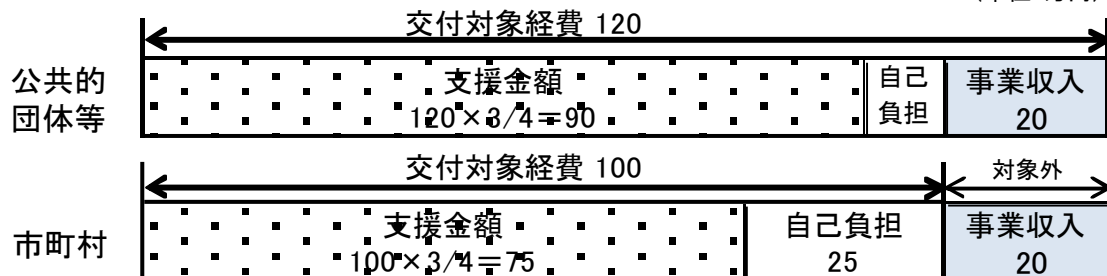 交付対象経費 120
公共的
団体等
支援金額
120×3/4=90
自己
負担
事業収入
20
交付対象経費 100
対象外
市町村
支援金額
100×3/4=75
自己負担
25
事業収入
20